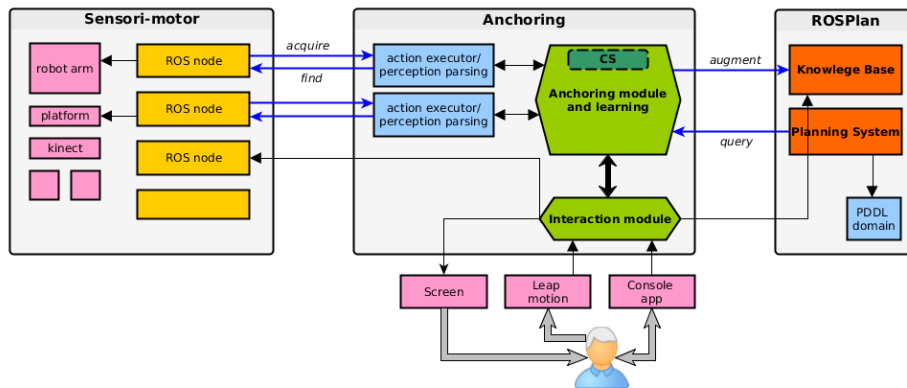 Sensori-motor
Anchoring
ROSPlan
robot arm
platform
kinect
ROS node
ROS node
ROS node
acquire
find
action executor/
perception parsing
action executor/
perception parsing
CS
Anchoring module
and learning
Interaction module
augment
query
Knowlege Base
Planning System
PDDL
domain
Screen
Leap
motion
Console
app